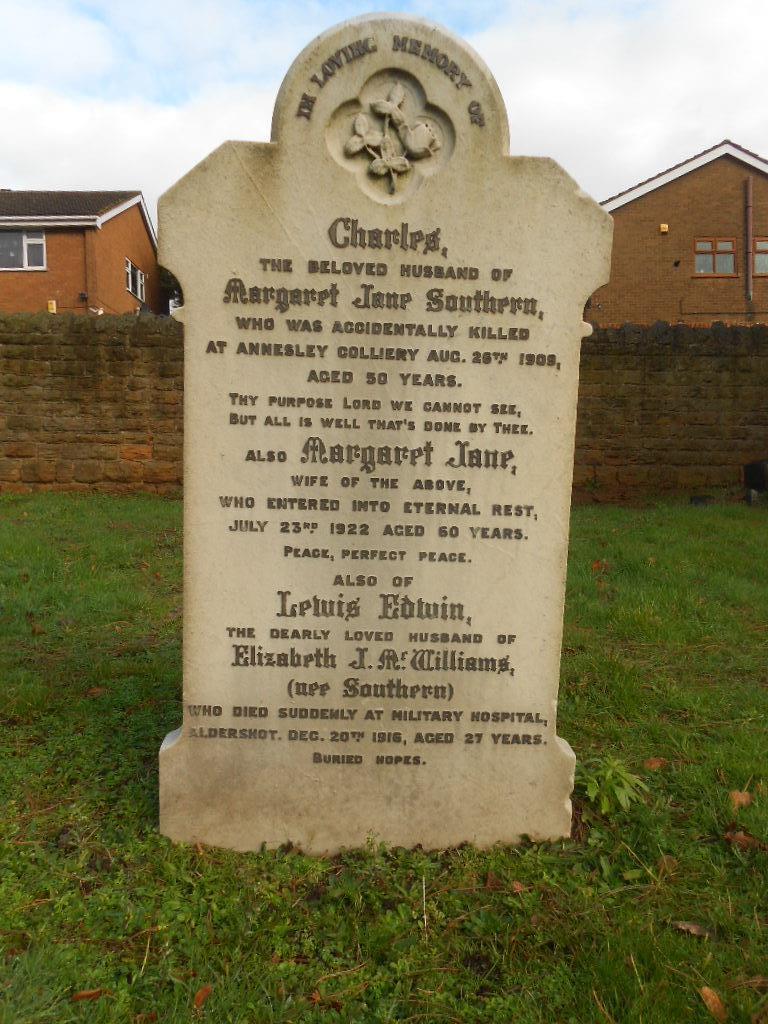 IN LOVING MEMORY OF
Charles,
THE BELOVED HUSBAND OF
Margaret Jane Southern,
WHO WAS ACCIDENTALLY KILLED
AT ANNESLEY COLLIERY AUG. 26TH 1909,
AGED 50 YEARS.
THY PURPOSE LORD WE CANNOT SEE,
BUT ALL IS WELL THAT'S DONE BY THEE.
ALSO Margaret Jane,
WIFE OF THE ABOVE,
WHO ENTERED INTO ETERNAL REST,
JULY 23RD 1922 AGED 60 YEARS.
PEACE, PERFECT PEACE.
ALSO OF
Lewis Edwin,
THE DEARLY LOVED HUSBAND OF
Elizabeth J. McWilliams,
(nee Southern)
WHO DIED SUDDENLY AT MILITARY HOSPITAL,
ALDERSHOT. DEC. 20TH 1916, AGED 27 YEARS.
BURIED HOPES.